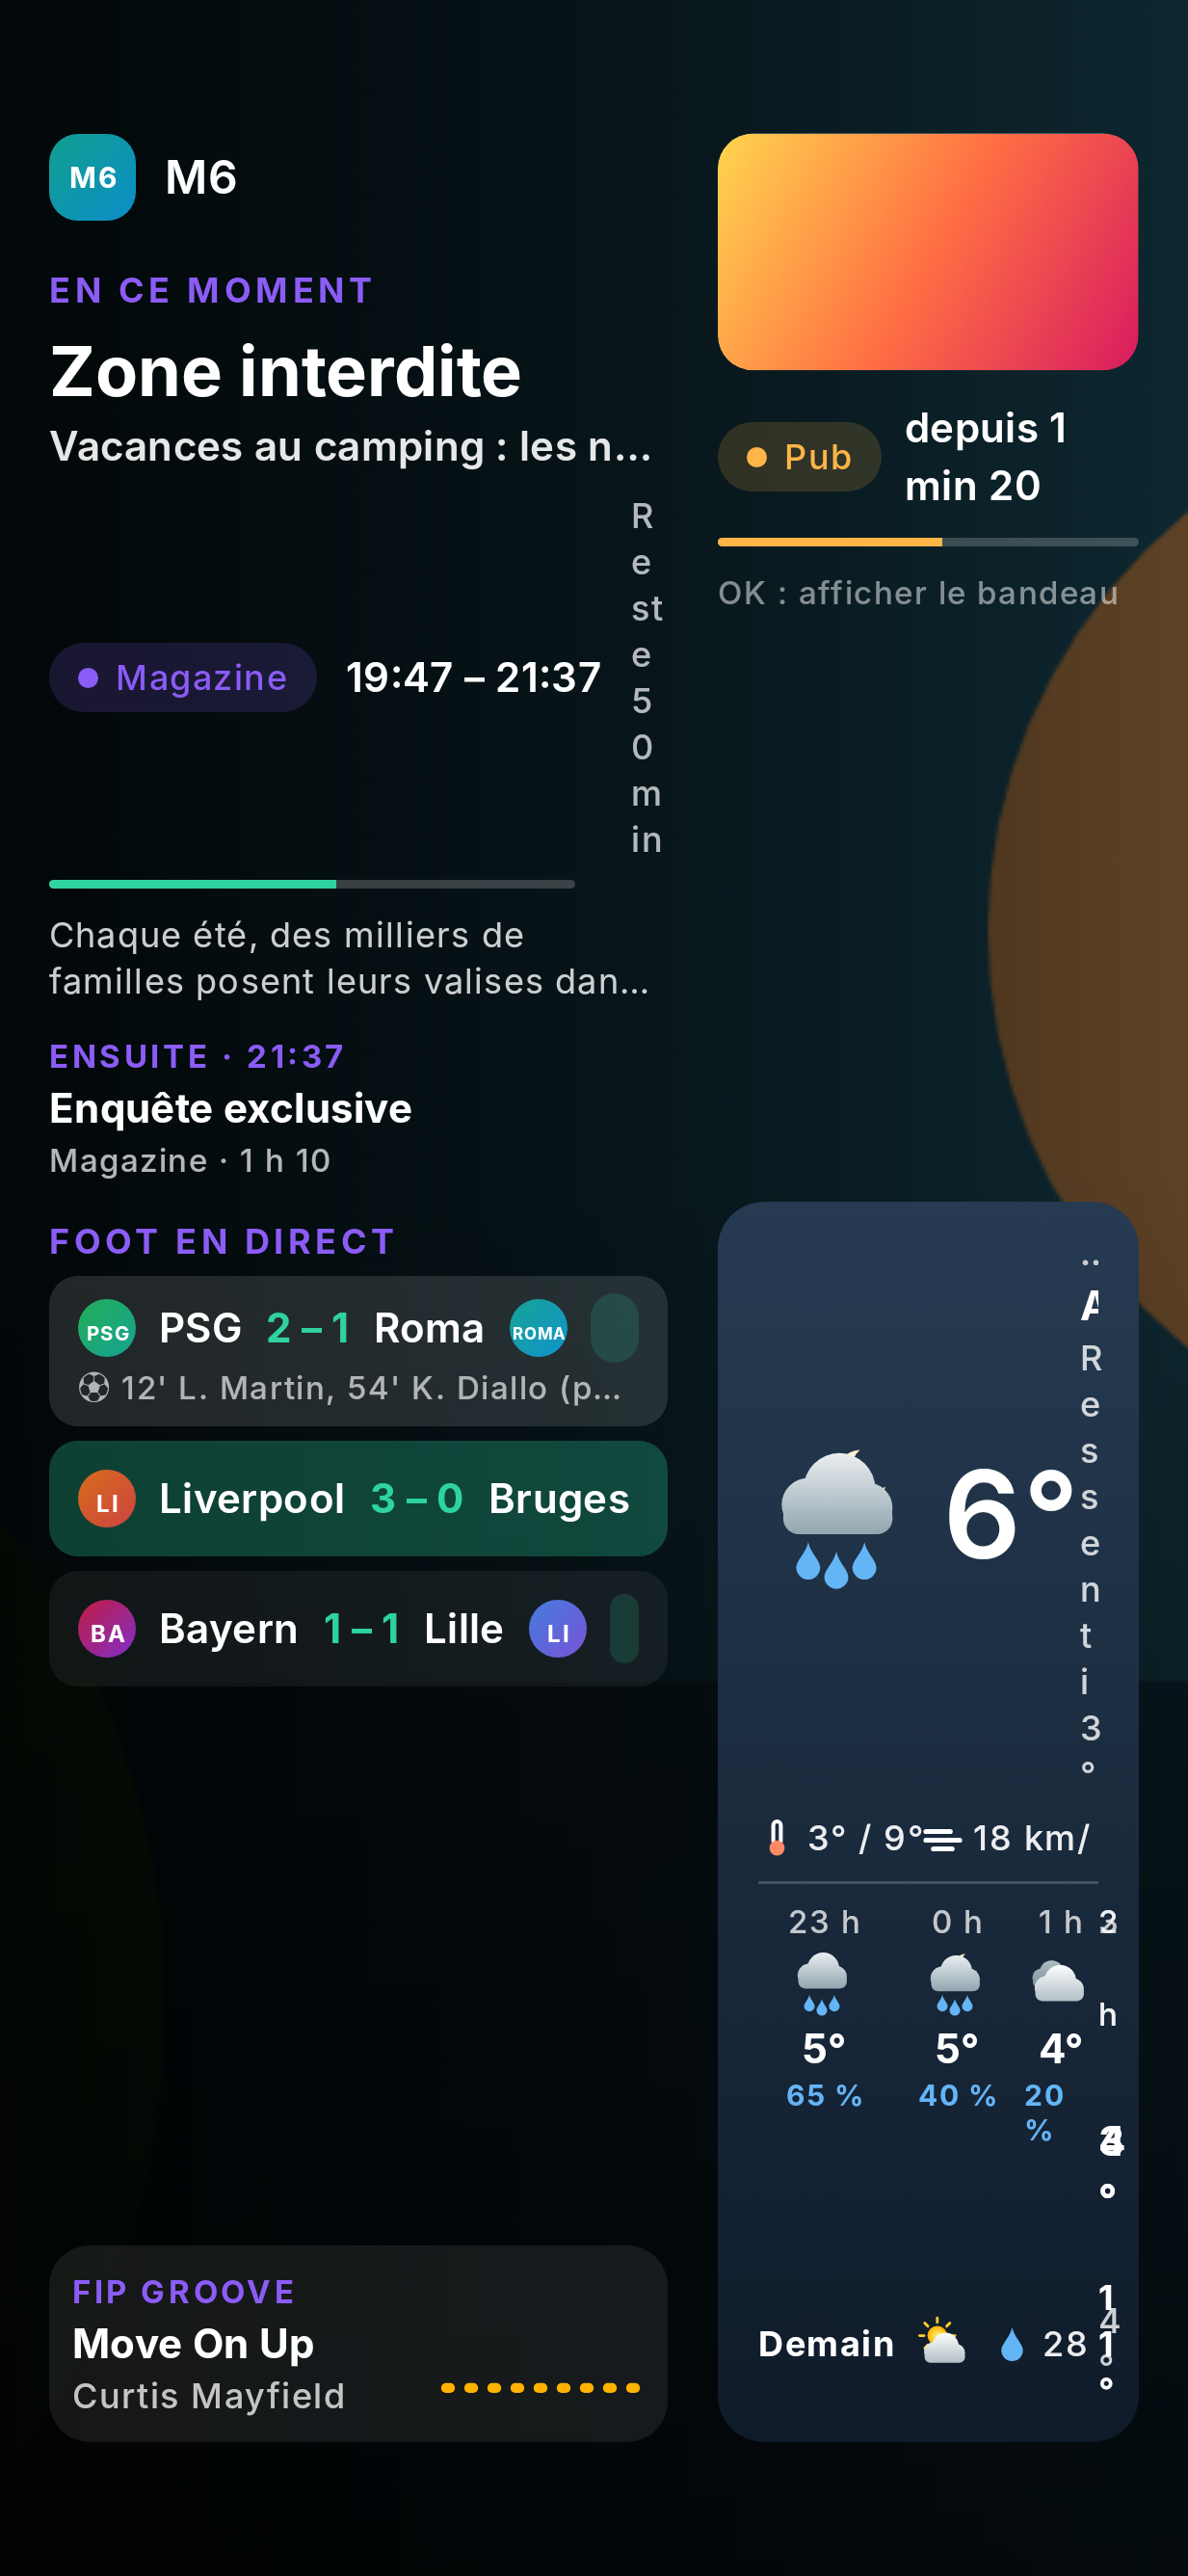 M6 M6
EN CE MOMENT
Zone interdite
Vacances au camping : les n...
Magazine 19:47 – 21:37
R
e
st
e
5
0
m
in
Chaque été, des milliers de
familles posent leurs valises dan...
ENSUITE · 21:37
Enquête exclusive
Magazine · 1 h 10
FOOT EN DIRECT
PSG PSG 2 – 1 Roma ROMA
12' L. Martin, 54' K. Diallo (p...
LI Liverpool 3 – 0 Bruges
BA Bayern 1 – 1 Lille LI
FIP GROOVE
Move On Up
Curtis Mayfield
Pub
depuis 1
min 20
OK : afficher le bandeau
6°
R
e
s
s
e
n
t
i
3
°
3° / 9° 18 km/
23 h 0 h 1 h
h
5° 5° 4°
65 % 40 % 20
%
°
Demain 28